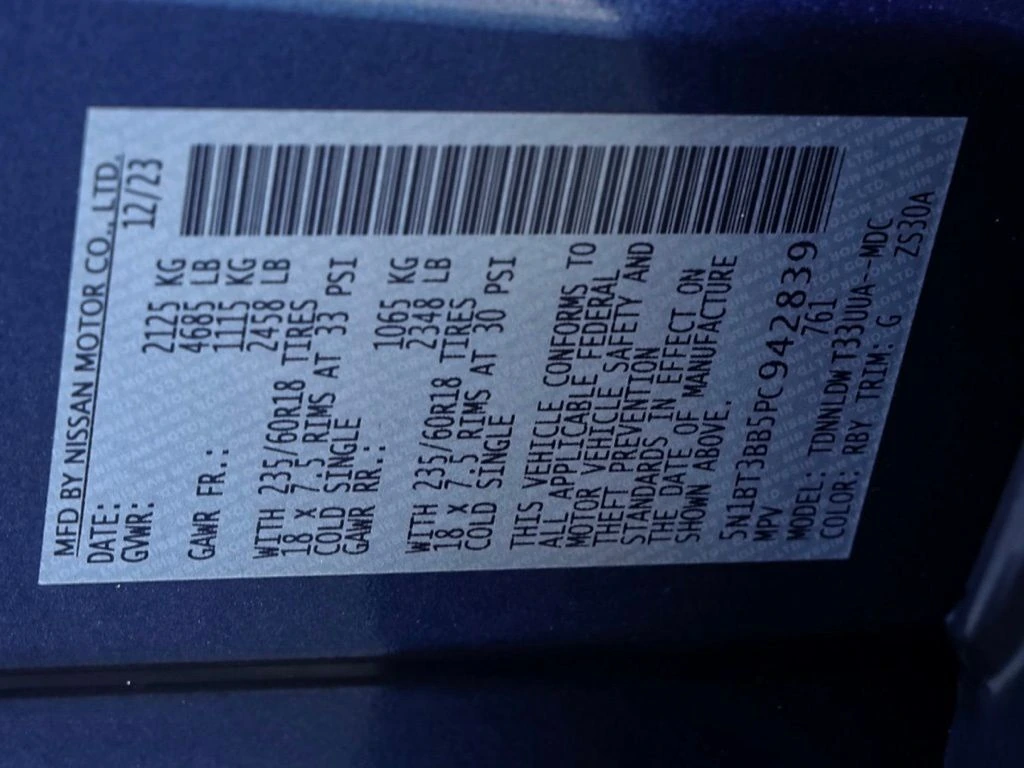 MFD BY NISSAN MOTOR CO., LTD.
DATE: 12/23
GVWR: 2125 KG
4685 LB
GAWR FR.: 1115 KG
2458 LB
WITH 235/60R18 TIRES
18 X 7.5 RIMS AT 33 PSI
COLD SINGLE
GAWR RR.: 1065 KG
2348 LB
WITH 235/60R18 TIRES
18 X 7.5 RIMS AT 30 PSI
COLD SINGLE
THIS VEHICLE CONFORMS TO
ALL APPLICABLE FEDERAL
MOTOR VEHICLE SAFETY AND
THEFT PREVENTION
STANDARDS IN EFFECT ON
THE DATE OF MANUFACTURE
SHOWN ABOVE.
5N1BT3BB5PC942839
MPV 761
MODEL: TDNNLDW T33UUA--MDC
COLOR: RBY TRIM: G ZS30A